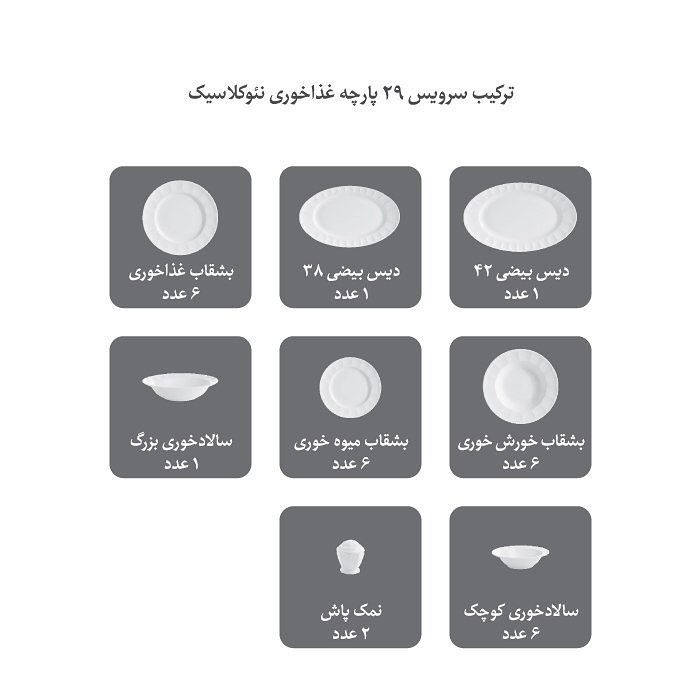 ترکیب سرویس ۲۹ پارچه غذاخوری نئوکلاسیک
دیس بیضی ۴۲
۱ عدد
دیس بیضی ۳۸
۱ عدد
بشقاب غذاخوری
۶ عدد
بشقاب خورش خوری
۶ عدد
بشقاب میوه خوری
۶ عدد
سالادخوری بزرگ
۱ عدد
سالادخوری کوچک
۶ عدد
نمک پاش
۲ عدد